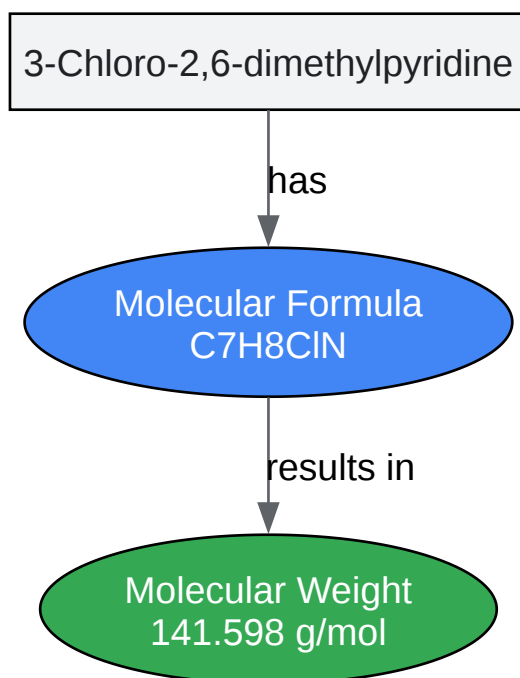 3-Chloro-2,6-dimethylpyridine
has
Molecular Formula
C7H8ClN
results in
Molecular Weight
141.598 g/mol